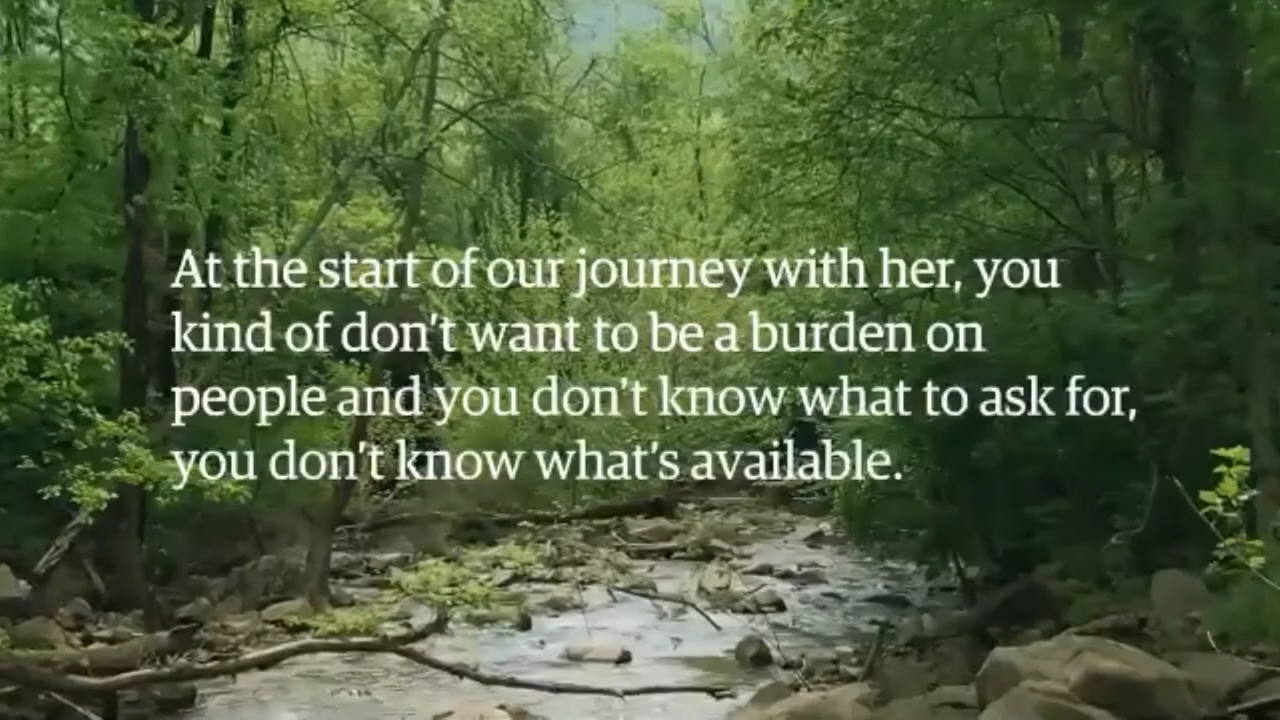 At the start of our journey with her, you
kind of don't want to be a burden on
people and you don't know what to ask for,
you don't know what's available.